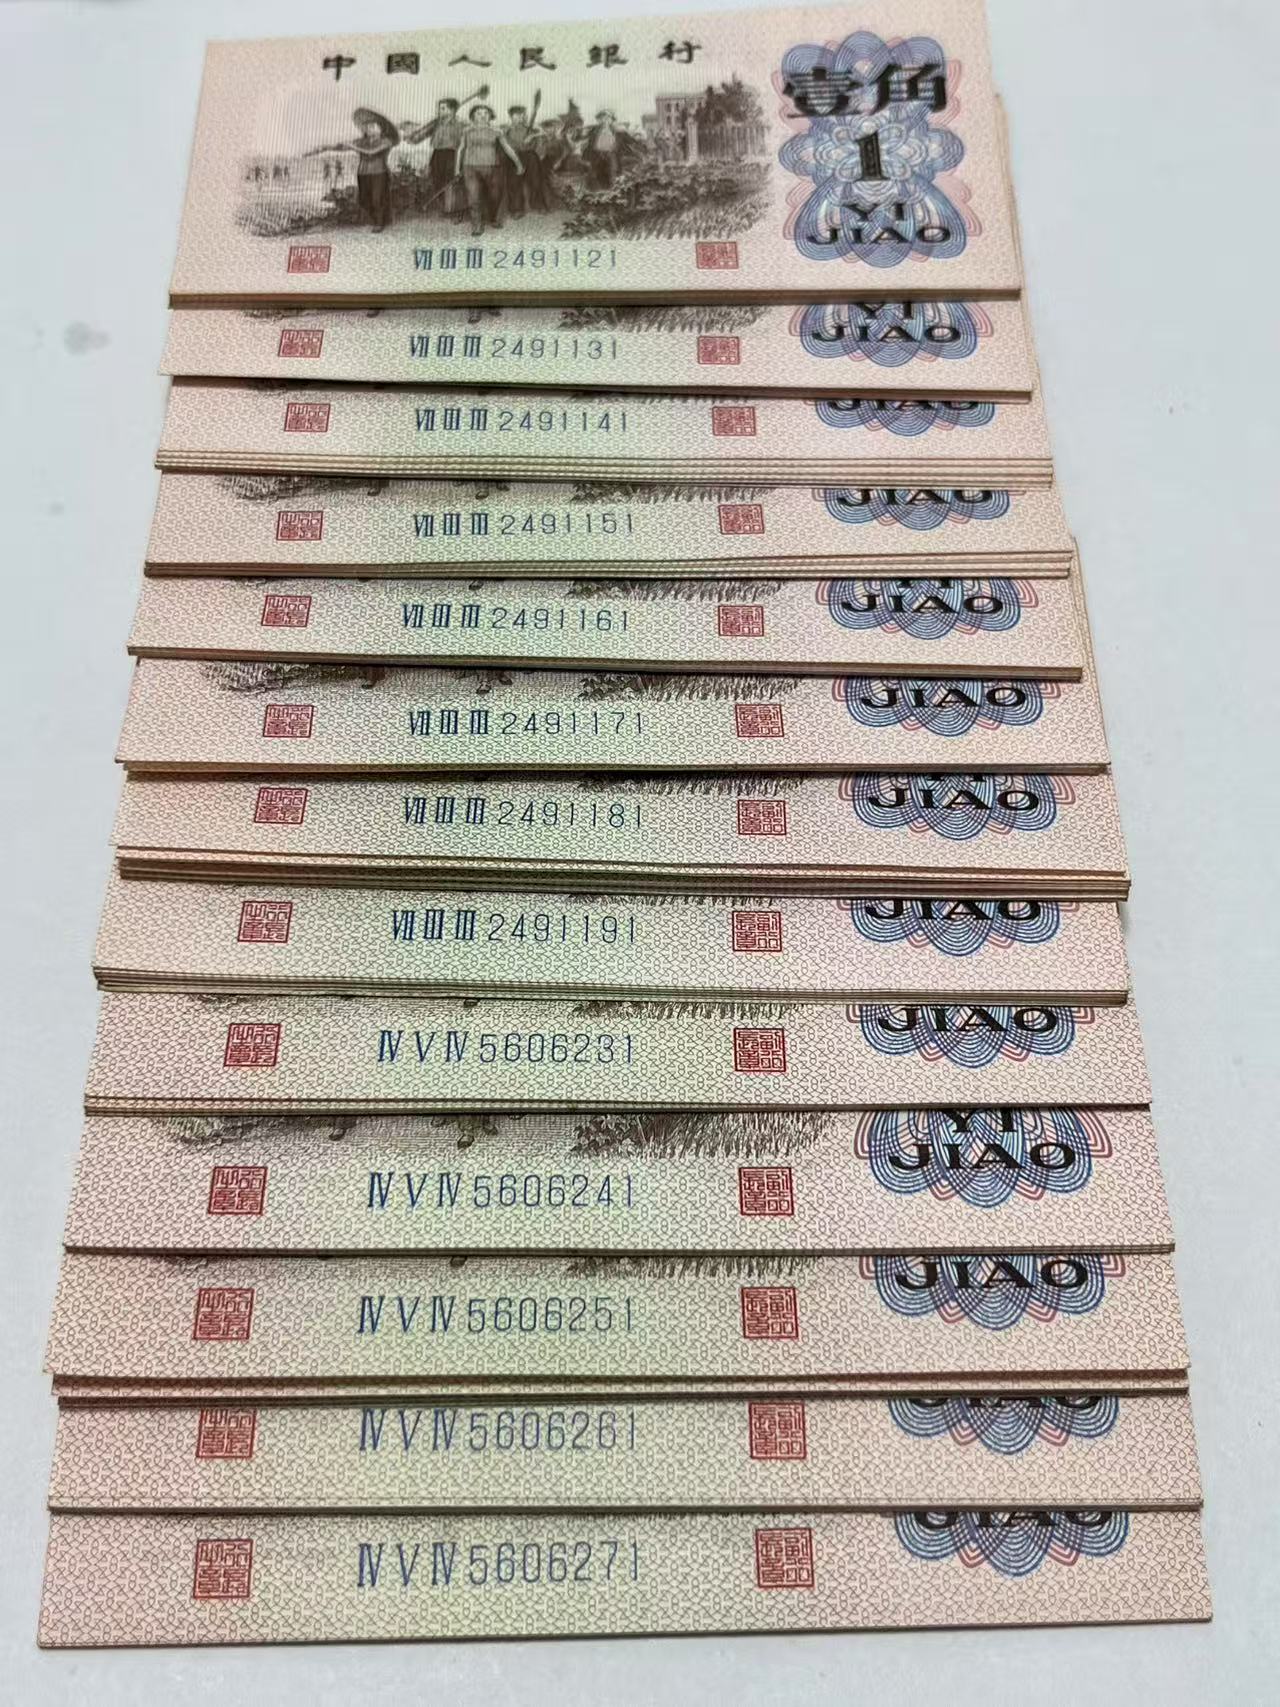 中國人民銀行
壹角
1
YI
JIAO
Ⅶ Ⅲ Ⅲ 2491121
YI
JIAO
Ⅶ Ⅲ Ⅲ 2491131
JIAO
Ⅶ Ⅲ Ⅲ 2491141
JIAO
Ⅶ Ⅲ Ⅲ 2491151
YI
JIAO
Ⅶ Ⅲ Ⅲ 2491161
JIAO
Ⅶ Ⅲ Ⅲ 2491171
YI
JIAO
Ⅶ Ⅲ Ⅲ 2491181
JIAO
Ⅶ Ⅲ Ⅲ 2491191
JIAO
Ⅳ Ⅴ Ⅳ 5606231
YI
JIAO
Ⅳ Ⅴ Ⅳ 5606241
JIAO
Ⅳ Ⅴ Ⅳ 5606251
JIAO
Ⅳ Ⅴ Ⅳ 5606261
JIAO
Ⅳ Ⅴ Ⅳ 5606271